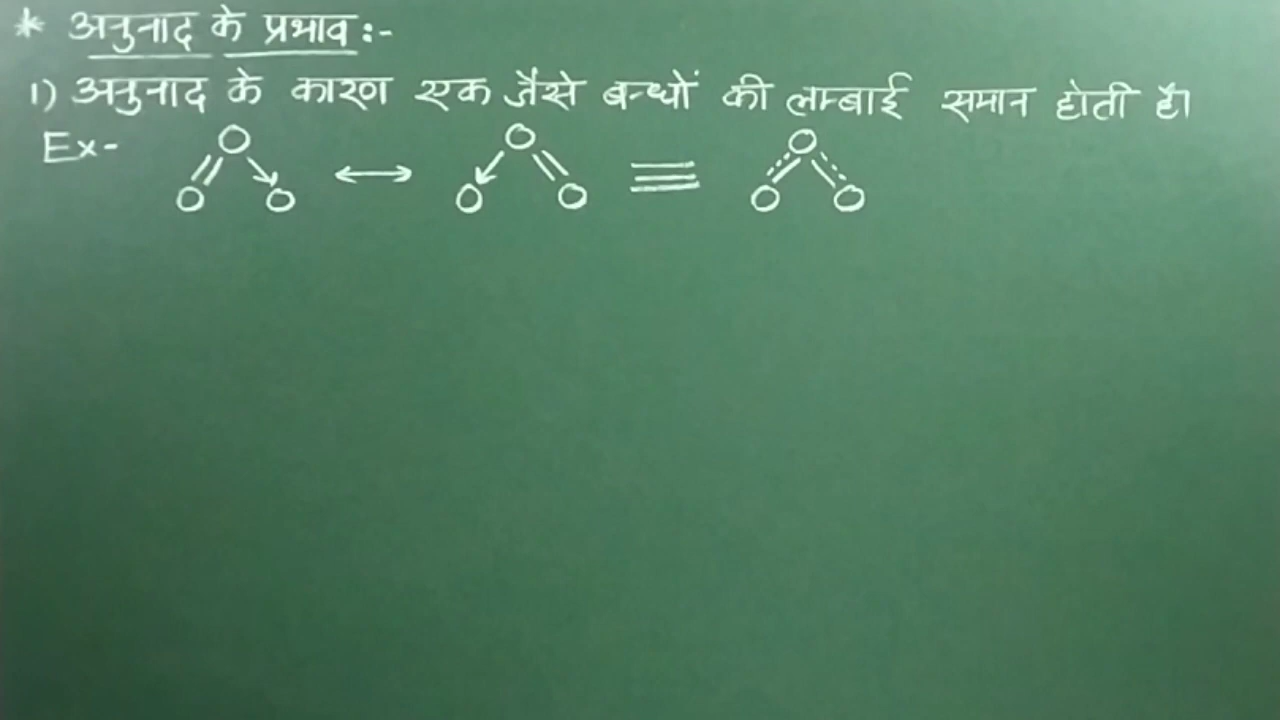 * अनुनाद के प्रभाव :-
1) अनुनाद के कारण एक जैसे बन्धों की लम्बाई समान होती है।
Ex- O O O ↔ O O O ≡ O O O